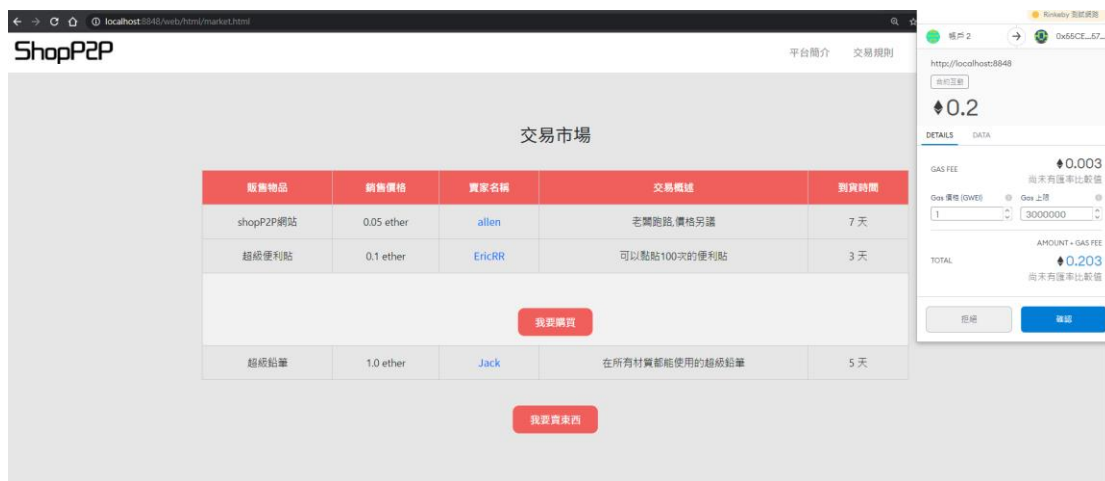 localhost:8848/web/html/market.html
ShopP2P
平台簡介 交易規則
交易市場
販售物品 銷售價格 賣家名稱 交易概述 到貨時間
shopP2P網站 0.05 ether allen 老闆跑路,價格另議 7 天
超級便利貼 0.1 ether EricRR 可以黏貼100次的便利貼 3 天
我要購買
超級鉛筆 1.0 ether Jack 在所有材質都能使用的超級鉛筆 5 天
我要賣東西
Rinkeby 測試網路
帳戶 2 0x55CE...57...
http://localhost:8848
合約互動
0.2
DETAILS DATA
GAS FEE 0.003
尚未有匯率比較值
Gas 價格 (GWEI) Gas 上限
1 3000000
AMOUNT + GAS FEE
TOTAL 0.203
尚未有匯率比較值
拒絕 確認